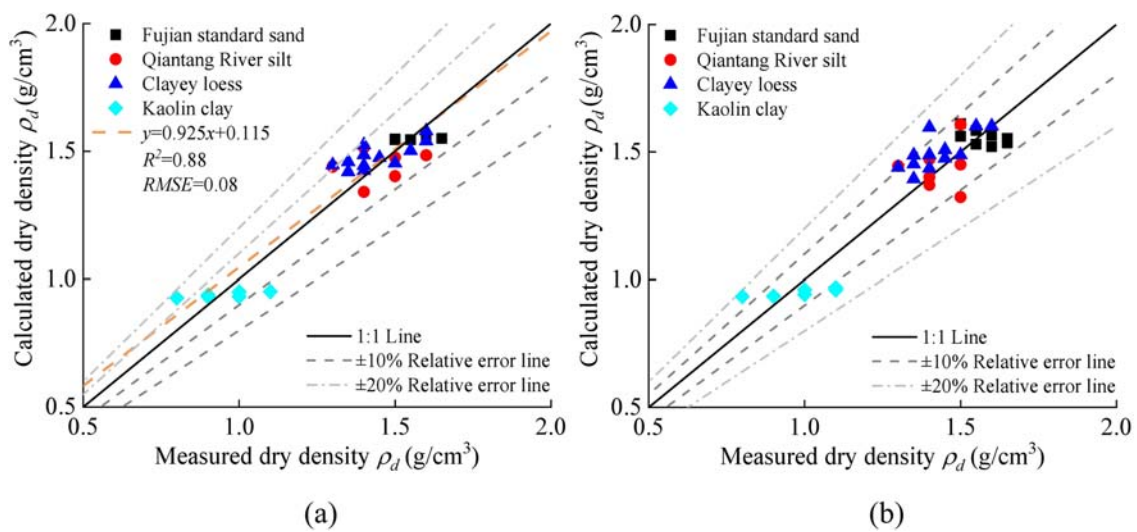 2.0
1.5
1.0
0.5
Calculated dry density ρd (g/cm³)
Fujian standard sand
Qiantang River silt
Clayey loess
Kaolin clay
y=0.925x+0.115
R²=0.88
RMSE=0.08
1:1 Line
±10% Relative error line
±20% Relative error line
0.5 1.0 1.5 2.0
Measured dry density ρd (g/cm³)
(a)
2.0
1.5
1.0
0.5
Calculated dry density ρd (g/cm³)
Fujian standard sand
Qiantang River silt
Clayey loess
Kaolin clay
1:1 Line
±10% Relative error line
±20% Relative error line
0.5 1.0 1.5 2.0
Measured dry density ρd (g/cm³)
(b)